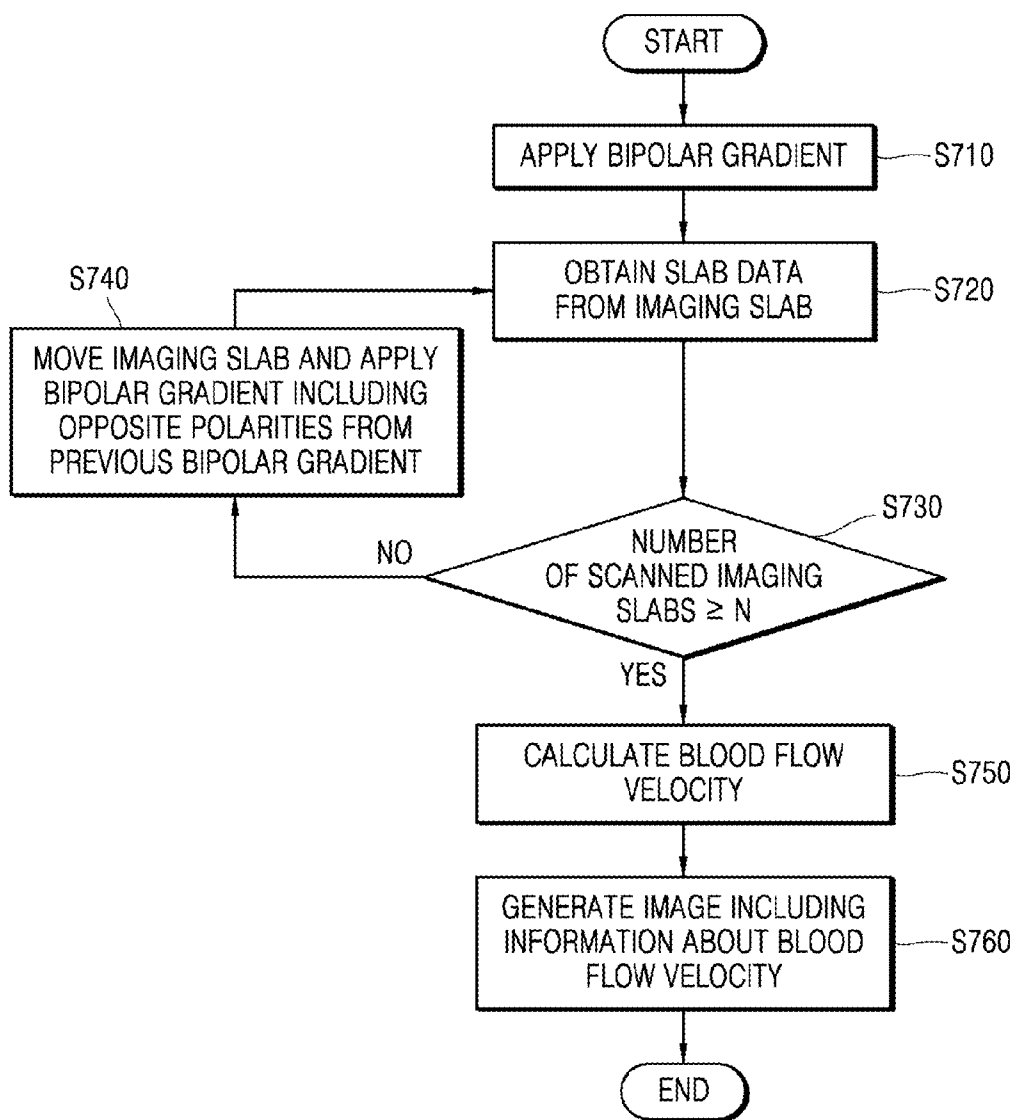 START
APPLY BIPOLAR GRADIENT
S710
OBTAIN SLAB DATA
FROM IMAGING SLAB
S720
S740
MOVE IMAGING SLAB AND APPLY
BIPOLAR GRADIENT INCLUDING
OPPOSITE POLARITIES FROM
PREVIOUS BIPOLAR GRADIENT
S730
NUMBER
OF SCANNED IMAGING
SLABS ≥ N
NO
YES
CALCULATE BLOOD FLOW
VELOCITY
S750
GENERATE IMAGE INCLUDING
INFORMATION ABOUT BLOOD
FLOW VELOCITY
S760
END